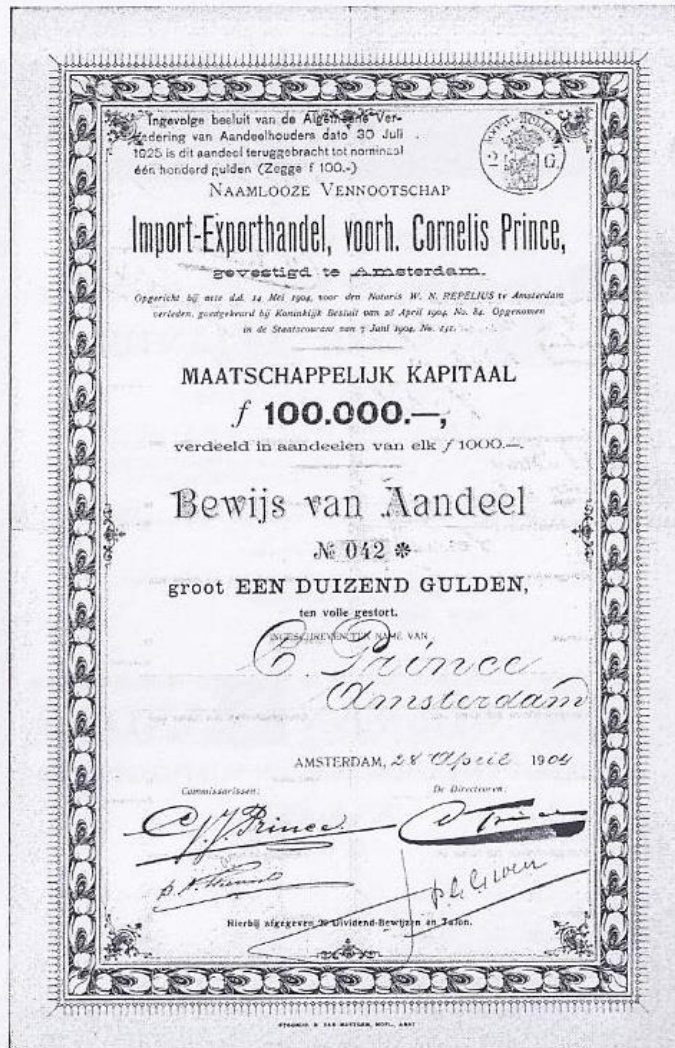 Ingevolge besluit van de Algemeene Ver-
gadering van Aandeelhouders dato 30 Juli
1925 is dit aandeel teruggebracht tot nominaal
één honderd gulden (Zegge f 100.-)
NOORD-HOLLAND
2 G.
NAAMLOOZE VENNOOTSCHAP
Import-Exporthandel, voorh. Cornelis Prince,
gevestigd te Amsterdam.
Opgericht bij acte d.d. 14 Mei 1904, voor den Notaris W. N. REPELIUS te Amsterdam
verleden, goedgekeurd bij Koninklijk Besluit van 28 April 1904, No. 84. Opgenomen
in de Staatscourant van 7 Juni 1904, No. 131.
MAATSCHAPPELIJK KAPITAAL
f 100.000.—,
verdeeld in aandeelen van elk f 1000.—.
Bewijs van Aandeel
No 042 *
groot EEN DUIZEND GULDEN,
ten volle gestort.
INGESCHREVEN TEN NAME VAN
C. Prince
Amsterdam
AMSTERDAM, 28 April 1904
Commissarissen: De Directeuren:
C. J. J. Prince. C Prince
Hierbij afgegeven Dividend-Bewijzen en Talon.